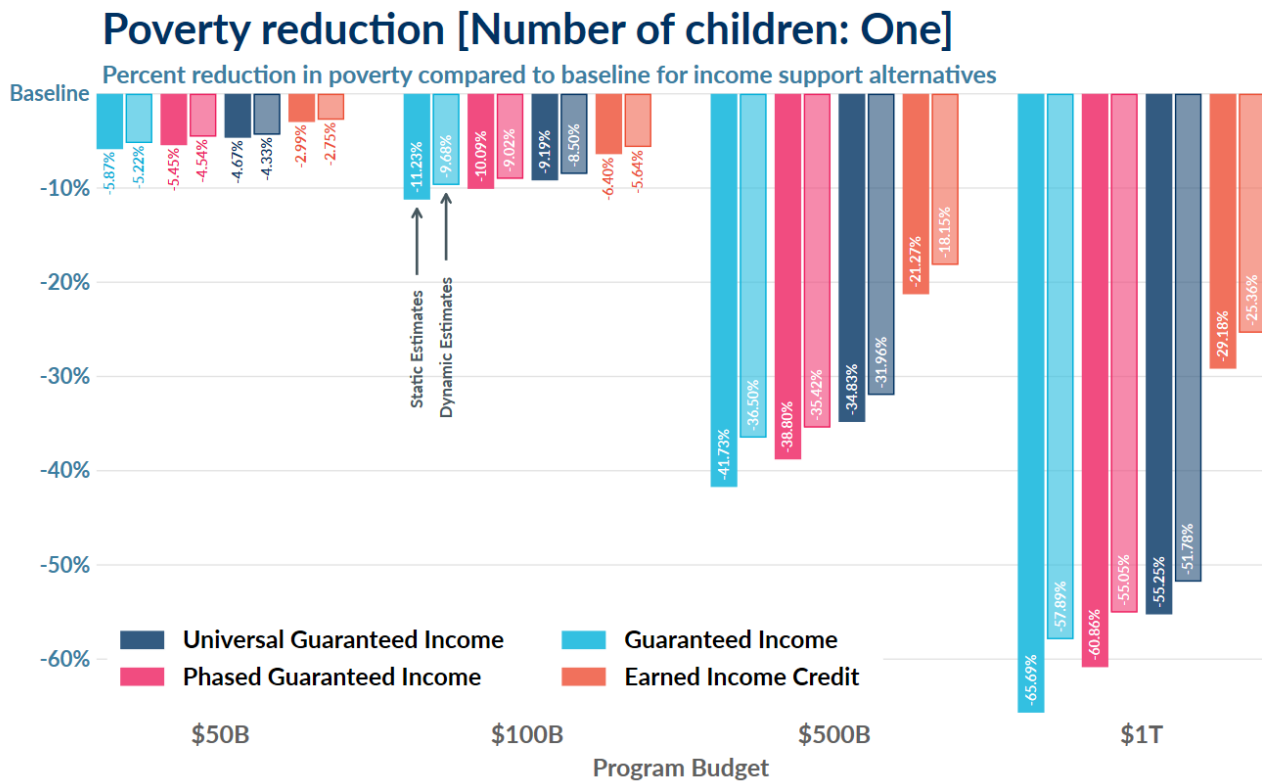 Poverty reduction [Number of children: One]
Percent reduction in poverty compared to baseline for income support alternatives
Baseline
-10%
-20%
-30%
-40%
-50%
-60%
-5.87%
-5.22%
-5.45%
-4.54%
-4.67%
-4.33%
-2.99%
-2.75%
-11.23%
-9.68%
-10.09%
-9.02%
-9.19%
-8.50%
-6.40%
-5.64%
Static Estimates
Dynamic Estimates
-41.73%
-36.50%
-38.80%
-35.42%
-34.83%
-31.96%
-21.27%
-18.15%
-65.69%
-57.89%
-60.86%
-55.05%
-55.25%
-51.78%
-29.18%
-25.36%
Universal Guaranteed Income
Guaranteed Income
Phased Guaranteed Income
Earned Income Credit
$50B
$100B
$500B
$1T
Program Budget